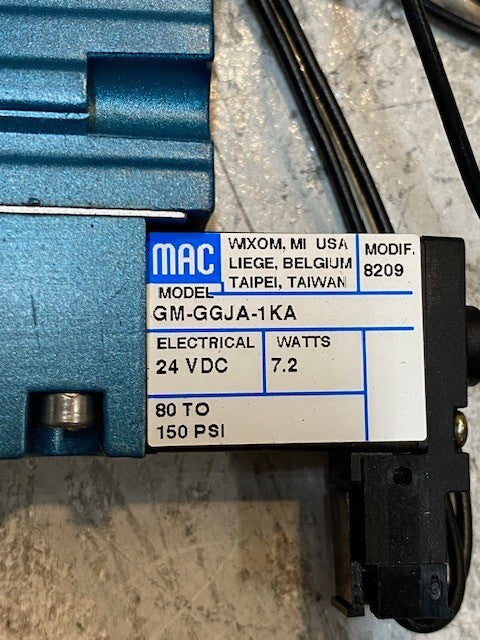 MAC
WIXOM, MI USA
LIEGE, BELGIUM
TAIPEI, TAIWAN
MODIF.
8209
MODEL
GM-GGJA-1KA
ELECTRICAL
24 VDC
WATTS
7.2
80 TO
150 PSI